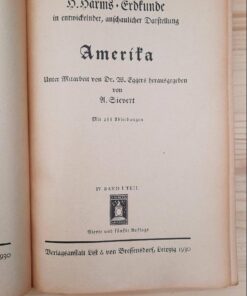 H. Harms · Erdkunde
in entwickelnder, anschaulicher Darstellung
Amerika
Unter Mitarbeit von Dr. W. Eggers herausgegeben
von
A. Sievert
Mit Abbildungen
IV. BAND I. TEIL
Vierte und fünfte Auflage
Verlagsanstalt List & von Bressensdorf, Leipzig 1930
930